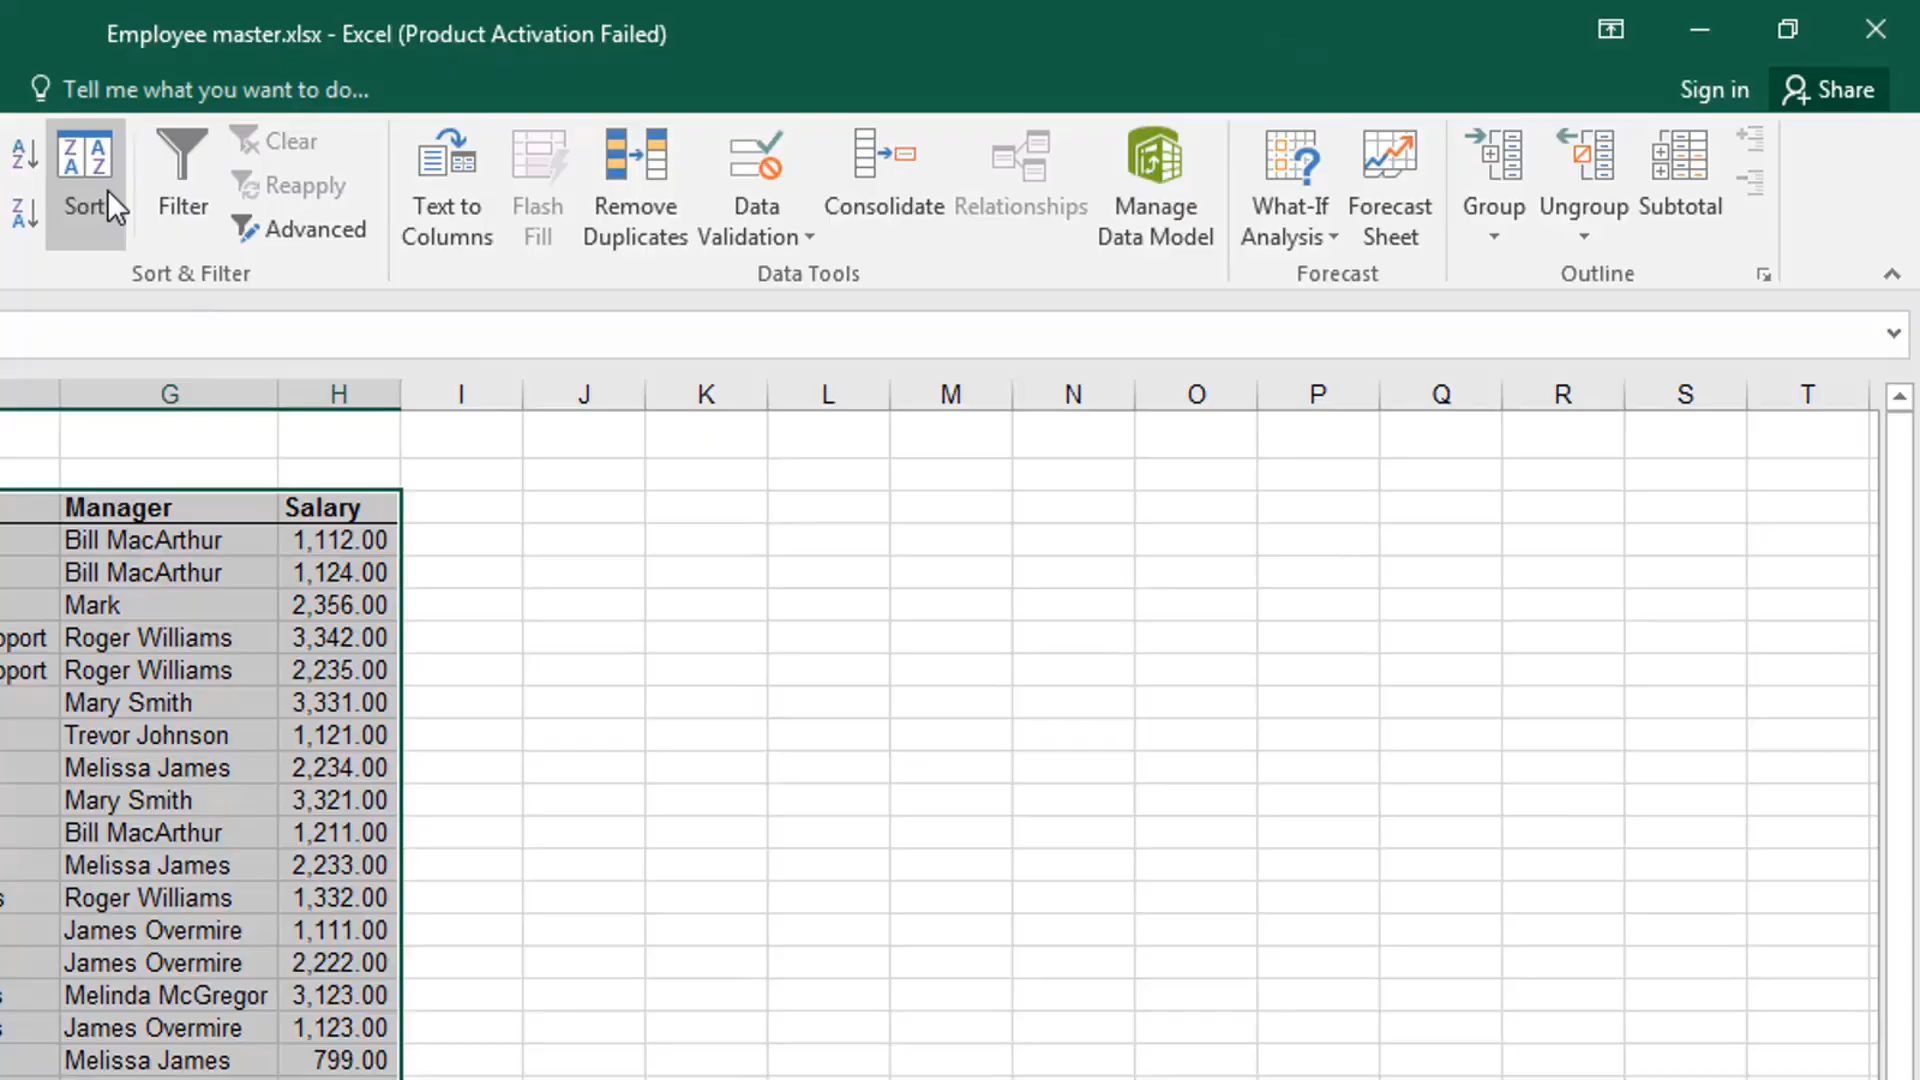 Employee master.xlsx - Excel (Product Activation Failed)
Tell me what you want to do...
Sign in Share
Sort Filter Clear Reapply Advanced
Text to Columns Flash Fill Remove Duplicates Data Validation Consolidate Relationships Manage Data Model
What-If Analysis Forecast Sheet Group Ungroup Subtotal
Sort & Filter Data Tools Forecast Outline
G H I J K L M N O P Q R S T
Manager Salary
Bill MacArthur 1,112.00
Bill MacArthur 1,124.00
Mark 2,356.00
pport Roger Williams 3,342.00
pport Roger Williams 2,235.00
Mary Smith 3,331.00
Trevor Johnson 1,121.00
Melissa James 2,234.00
Mary Smith 3,321.00
Bill MacArthur 1,211.00
Melissa James 2,233.00
s Roger Williams 1,332.00
James Overmire 1,111.00
James Overmire 2,222.00
s Melinda McGregor 3,123.00
s James Overmire 1,123.00
Melissa James 799.00